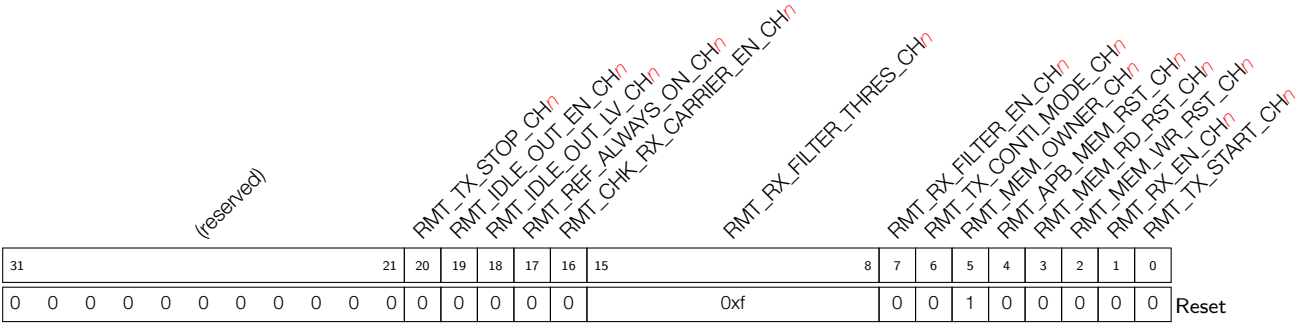 (reserved)
RMT_TX_STOP_CHn
RMT_IDLE_OUT_EN_CHn
RMT_IDLE_OUT_LV_CHn
RMT_REF_ALWAYS_ON_CHn
RMT_CHK_RX_CARRIER_EN_CHn
RMT_RX_FILTER_THRES_CHn
RMT_RX_FILTER_EN_CHn
RMT_TX_CONTI_MODE_CHn
RMT_MEM_OWNER_CHn
RMT_APB_MEM_RST_CHn
RMT_MEM_RD_RST_CHn
RMT_MEM_WR_RST_CHn
RMT_RX_EN_CHn
RMT_TX_START_CHn
31 21 20 19 18 17 16 15 8 7 6 5 4 3 2 1 0
0 0 0 0 0 0 0 0 0 0 0 0 0 0 0 0 0xf 0 0 1 0 0 0 0 0 Reset